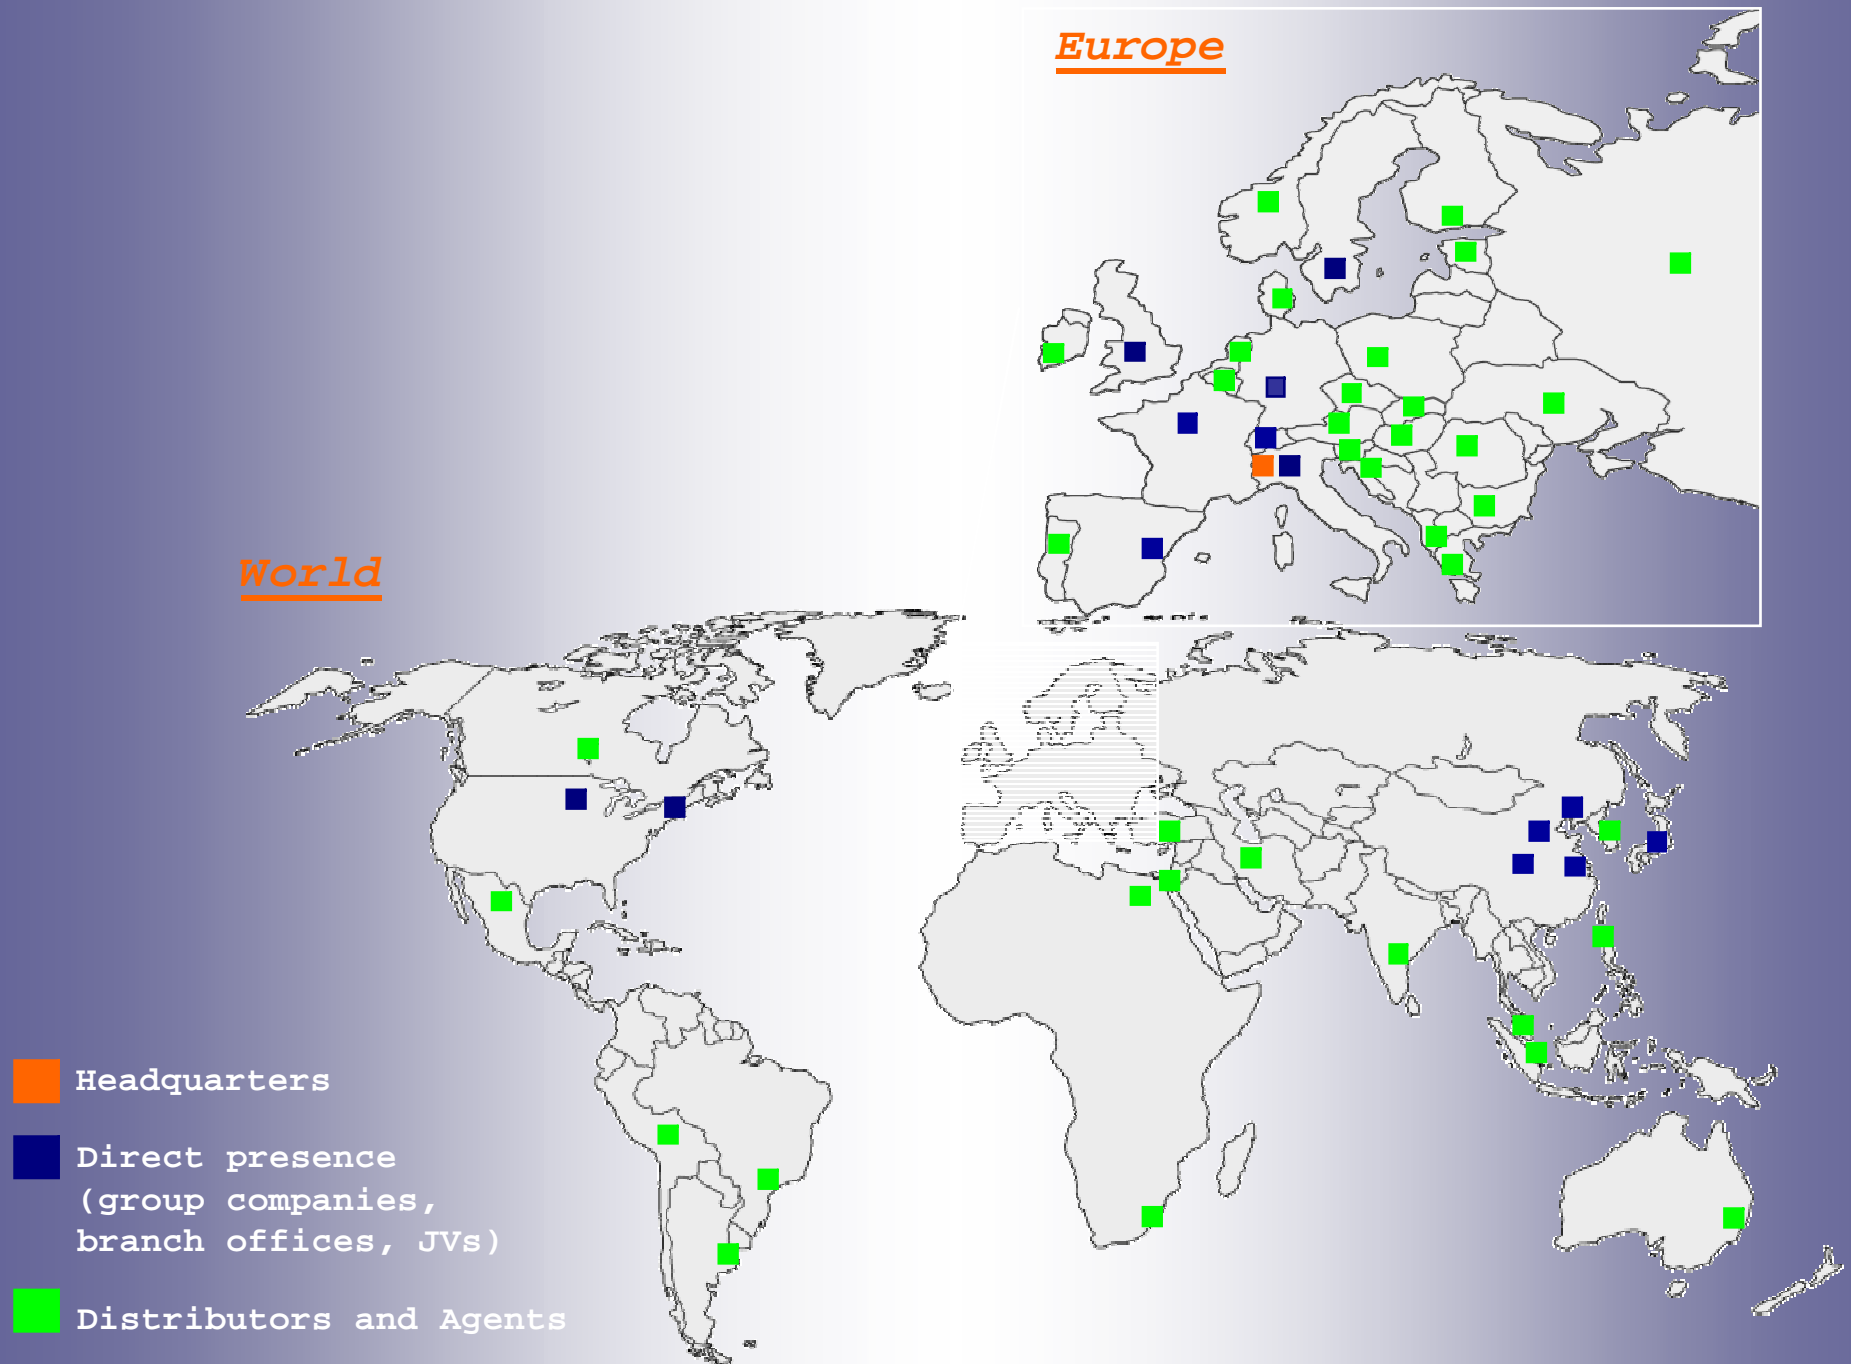 Europe
World
Headquarters
Direct presence
(group companies,
branch offices, JVs)
Distributors and Agents